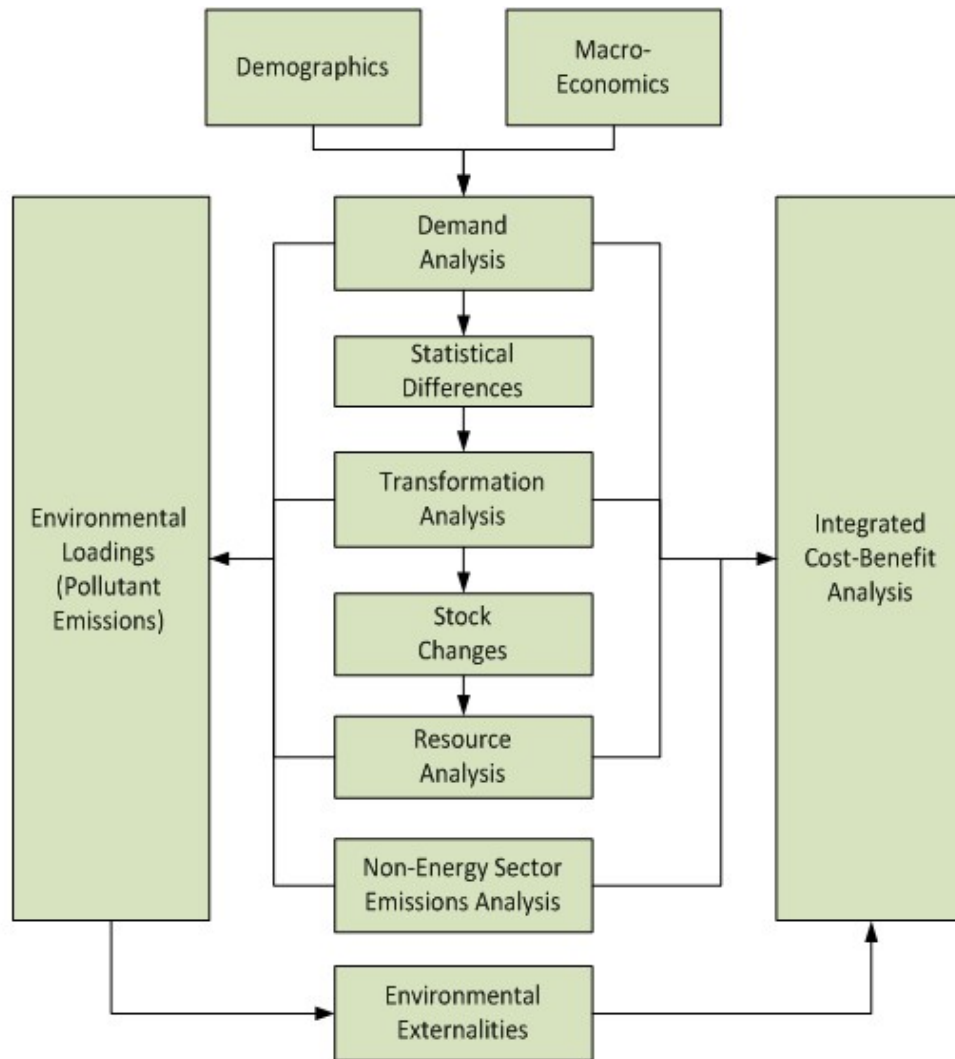 Demographics
Macro-
Economics
Demand
Analysis
Statistical
Differences
Transformation
Analysis
Environmental
Loadings
(Pollutant
Emissions)
Integrated
Cost-Benefit
Analysis
Stock
Changes
Resource
Analysis
Non-Energy Sector
Emissions Analysis
Environmental
Externalities